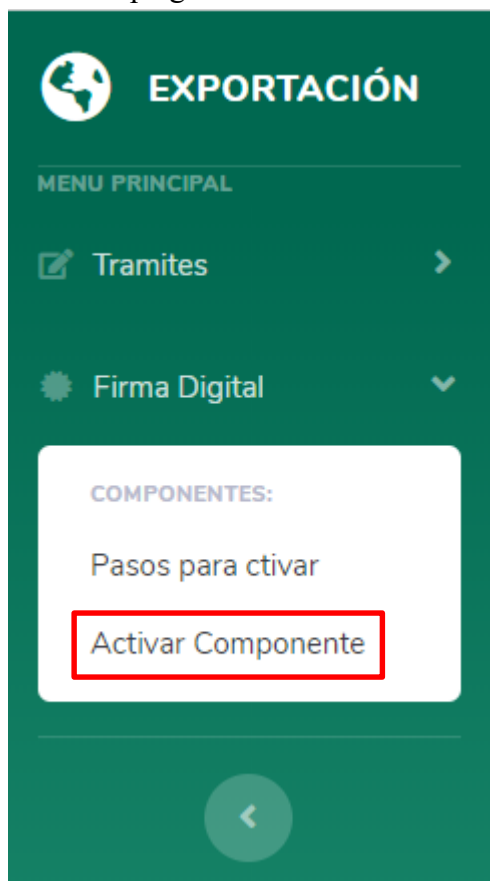 EXPORTACIÓN
MENU PRINCIPAL
Tramites
Firma Digital
COMPONENTES:
Pasos para ctivar
Activar Componente